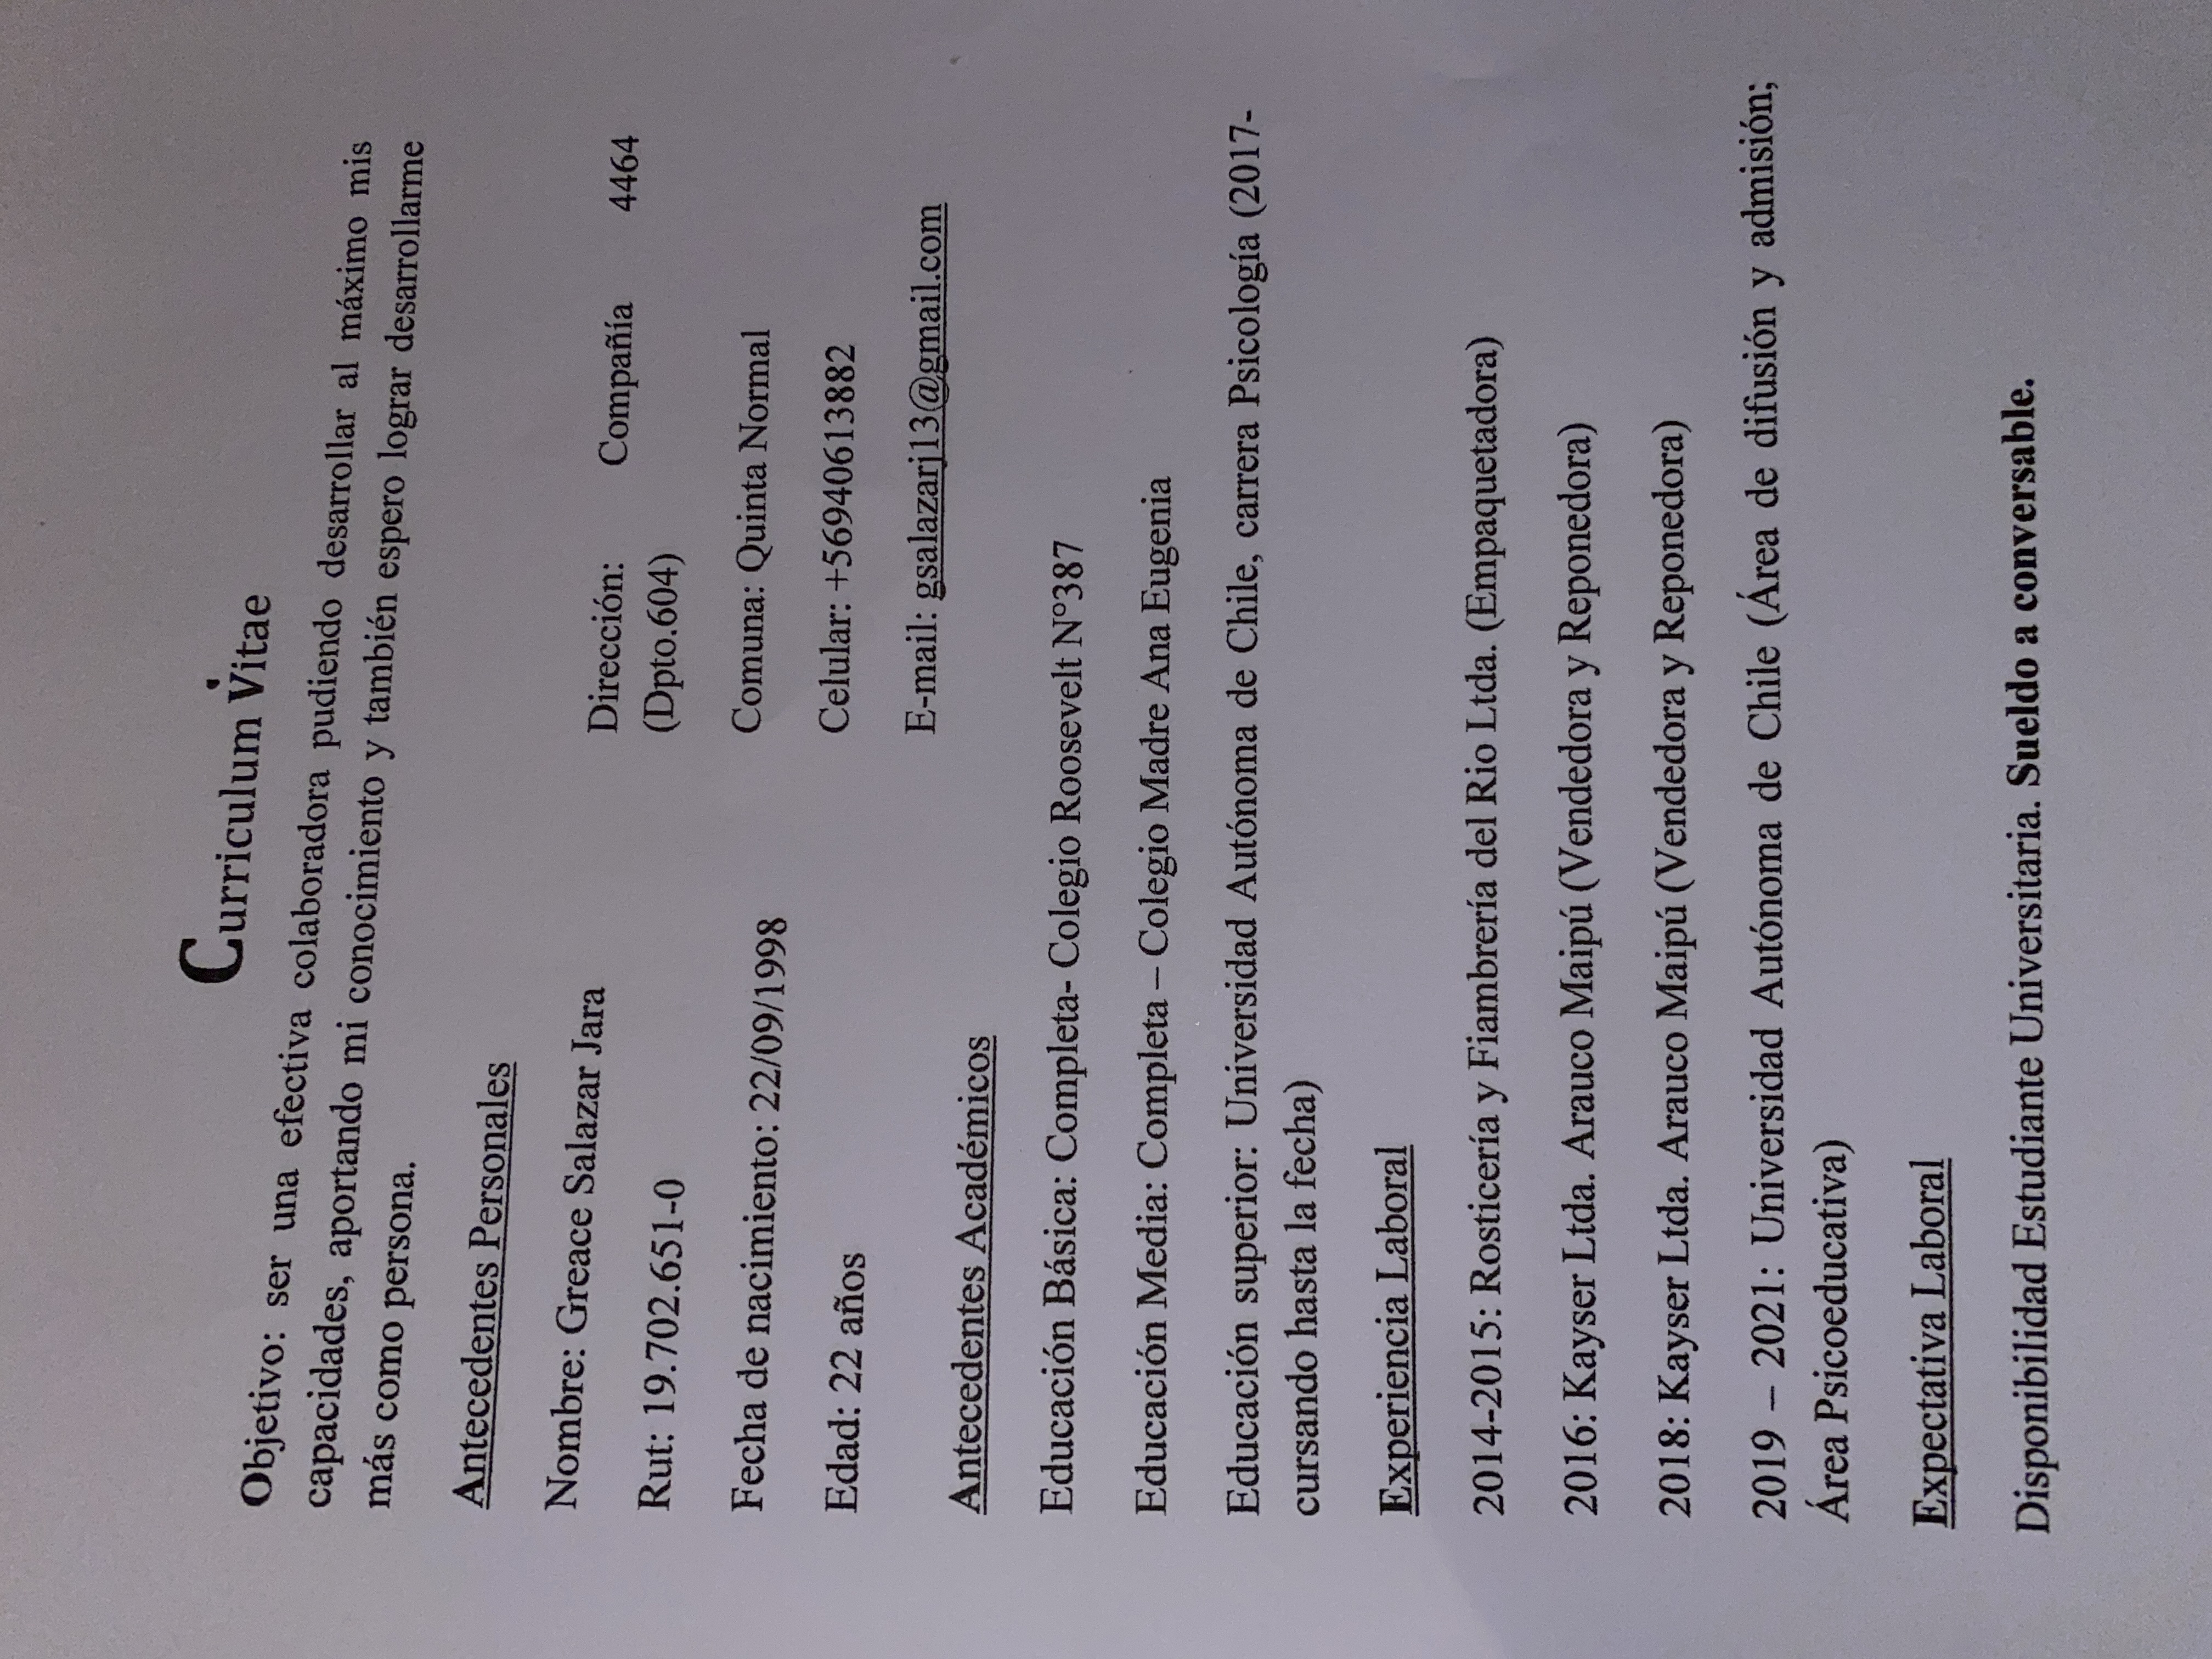 Curriculum Vitae
Objetivo: ser una efectiva colaboradora pudiendo desarrollar al máximo mis
capacidades, aportando mi conocimiento y también espero lograr desarrollarme
más como persona.
Antecedentes Personales
Nombre: Greace Salazar Jara
Rut: 19.702.651-0
Fecha de nacimiento: 22/09/1998
Edad: 22 años
Dirección: Compañía 4464
(Dpto.604)
Comuna: Quinta Normal
Celular: +56940613882
E-mail: gsalazarj13@gmail.com
Antecedentes Académicos
Educación Básica: Completa- Colegio Roosevelt N°387
Educación Media: Completa – Colegio Madre Ana Eugenia
Educación superior: Universidad Autónoma de Chile, carrera Psicología (2017-
cursando hasta la fecha)
Experiencia Laboral
2014-2015: Rosticería y Fiambrería del Rio Ltda. (Empaquetadora)
2016: Kayser Ltda. Arauco Maipú (Vendedora y Reponedora)
2018: Kayser Ltda. Arauco Maipú (Vendedora y Reponedora)
2019 – 2021: Universidad Autónoma de Chile (Área de difusión y admisión;
Área Psicoeducativa)
Expectativa Laboral
Disponibilidad Estudiante Universitaria. Sueldo a conversable.